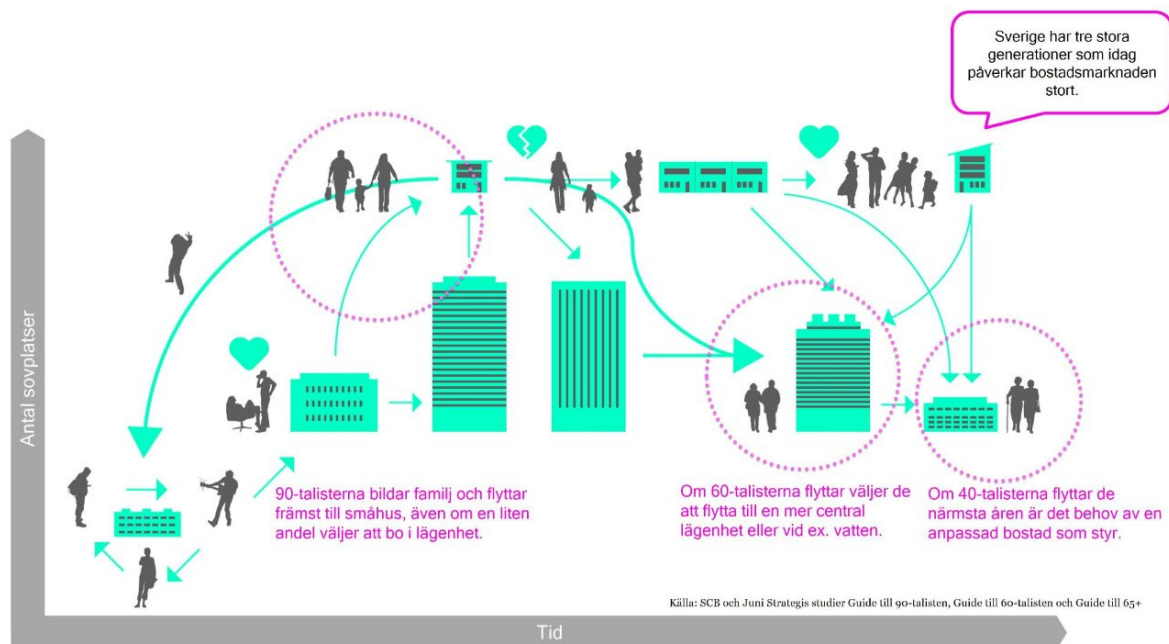 Sverige har tre stora
generationer som idag
påverkar bostadsmarknaden
stort.
Antal sovplatser
90-talisterna bildar familj och flyttar
främst till småhus, även om en liten
andel väljer att bo i lägenhet.
Om 60-talisterna flyttar väljer de
att flytta till en mer central
lägenhet eller vid ex. vatten.
Om 40-talisterna flyttar de
närmsta åren är det behov av en
anpassad bostad som styr.
Källa: SCB och Juni Strategis studier Guide till 90-talisten, Guide till 60-talisten och Guide till 65+
Tid